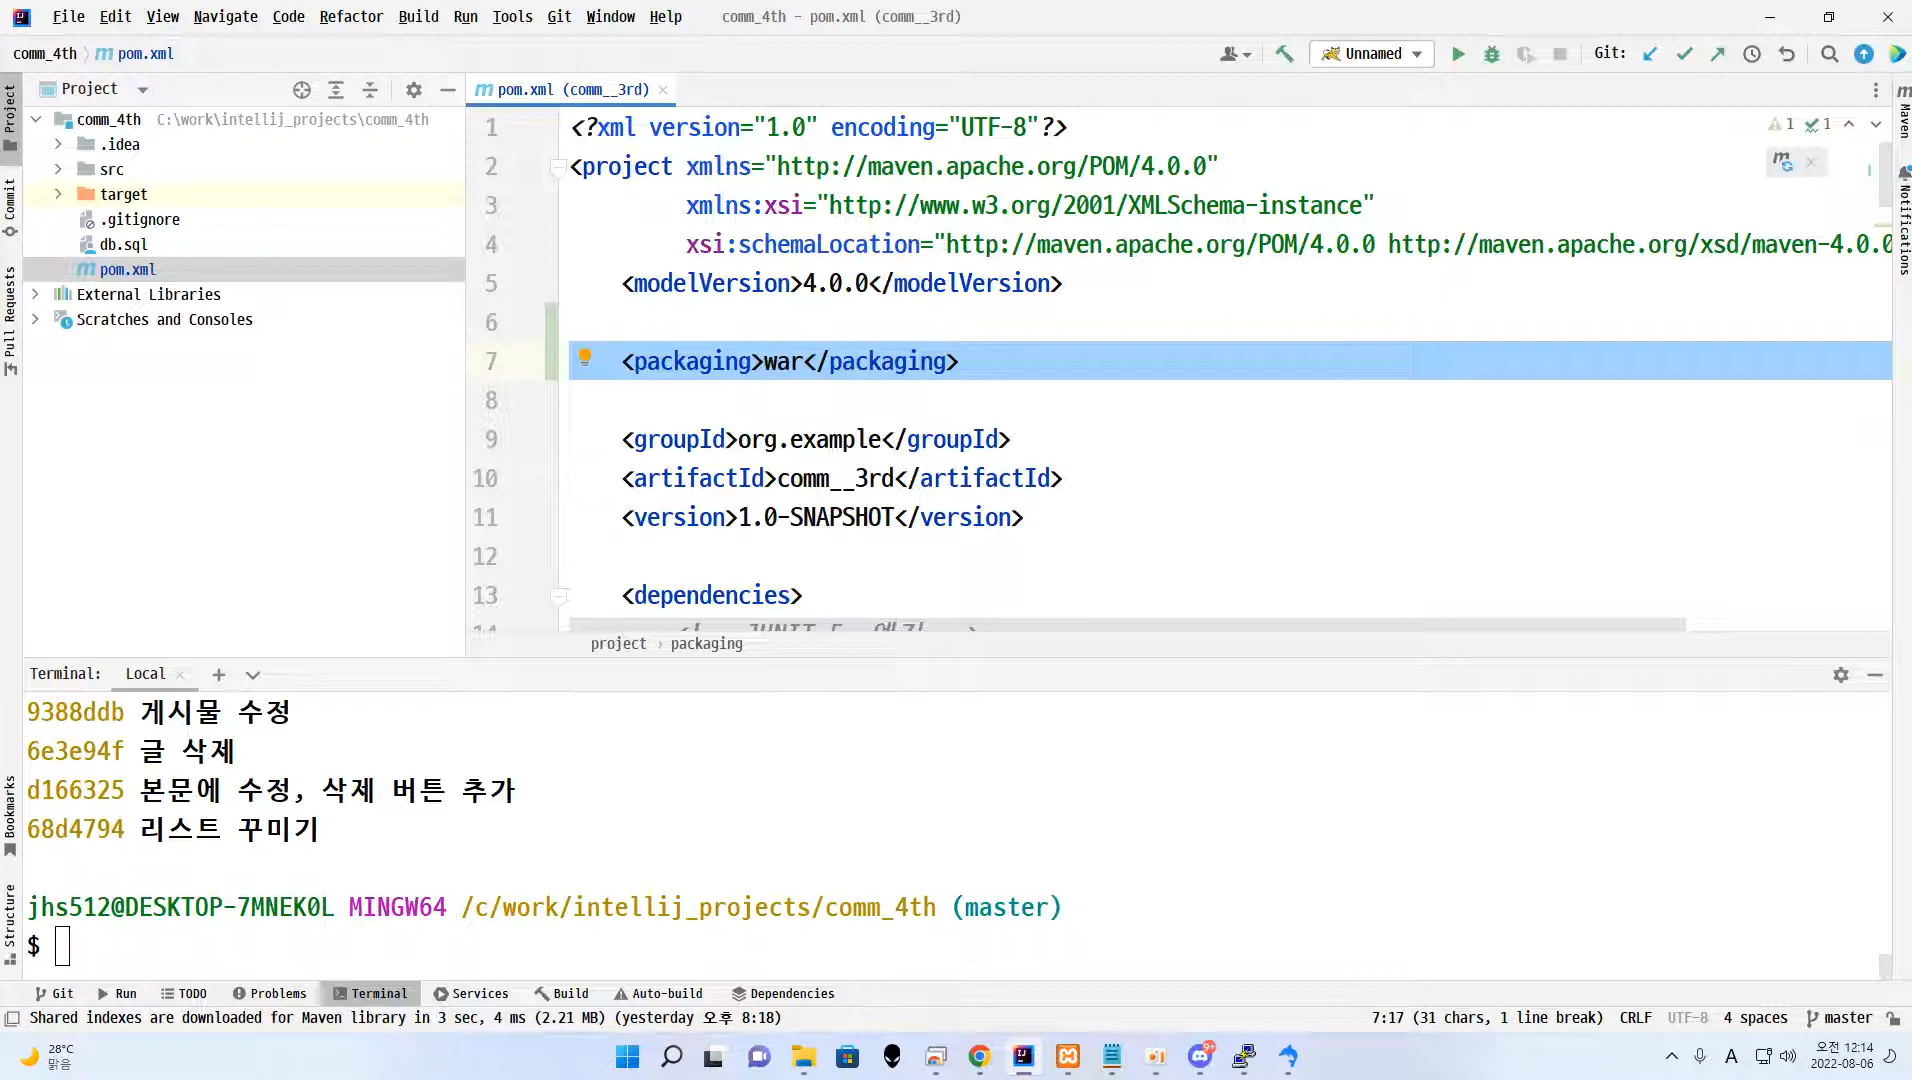 File Edit View Navigate Code Refactor Build Run Tools Git Window Help comm_4th - pom.xml (comm__3rd)
comm_4th pom.xml Unnamed Git:
Project
pom.xml (comm__3rd)
comm_4th C:\work\intellij_projects\comm_4th
.idea
src
target
.gitignore
db.sql
pom.xml
External Libraries
Scratches and Consoles
1 <?xml version="1.0" encoding="UTF-8"?>
2 <project xmlns="http://maven.apache.org/POM/4.0.0"
3 xmlns:xsi="http://www.w3.org/2001/XMLSchema-instance"
4 xsi:schemaLocation="http://maven.apache.org/POM/4.0.0 http://maven.apache.org/xsd/maven-4.0.0
5 <modelVersion>4.0.0</modelVersion>
6
7 <packaging>war</packaging>
8
9 <groupId>org.example</groupId>
10 <artifactId>comm__3rd</artifactId>
11 <version>1.0-SNAPSHOT</version>
12
13 <dependencies>
1 1
project › packaging
Project
Commit
Pull Requests
Bookmarks
Structure
Maven
Notifications
Terminal: Local
9388ddb 게시물 수정
6e3e94f 글 삭제
d166325 본문에 수정, 삭제 버튼 추가
68d4794 리스트 꾸미기
jhs512@DESKTOP-7MNEK0L MINGW64 /c/work/intellij_projects/comm_4th (master)
$
Git Run TODO Problems Terminal Services Build Auto-build Dependencies
Shared indexes are downloaded for Maven library in 3 sec, 4 ms (2.21 MB) (yesterday 오후 8:18) 7:17 (31 chars, 1 line break) CRLF UTF-8 4 spaces master
28°C
맑음
9+
A
오전 12:14
2022-08-06